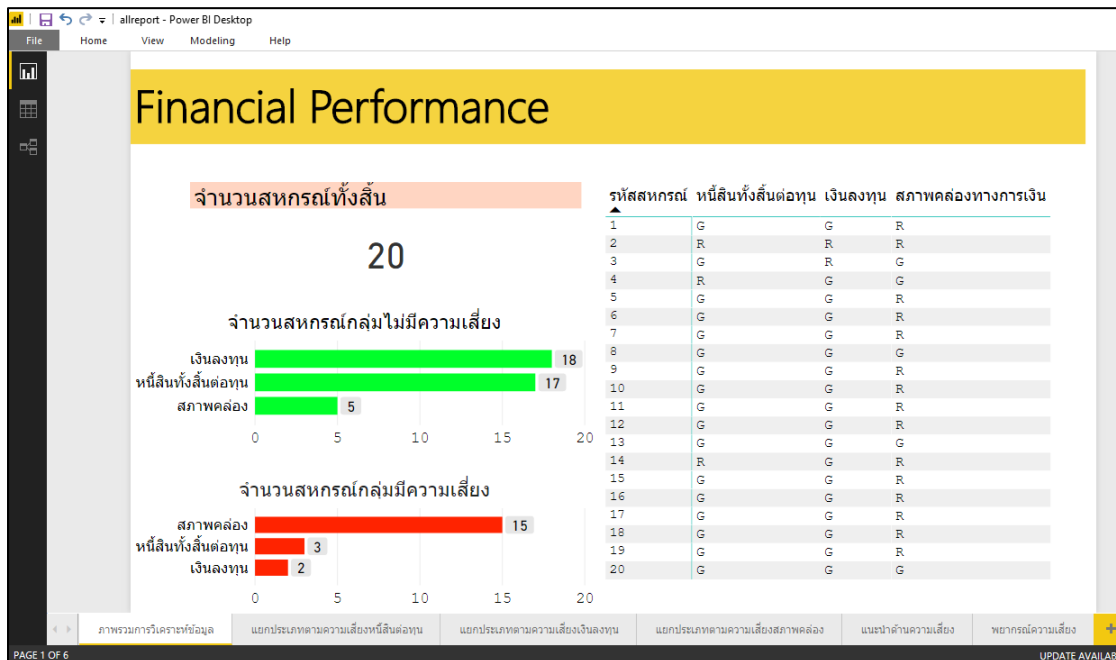 allreport - Power BI Desktop
File Home View Modeling Help
Financial Performance
จำนวนสหกรณ์ทั้งสิ้น
20
จำนวนสหกรณ์กลุ่มไม่มีความเสี่ยง
เงินลงทุน 18
หนี้สินทั้งสิ้นต่อทุน 17
สภาพคล่อง 5
0 5 10 15 20
จำนวนสหกรณ์กลุ่มมีความเสี่ยง
สภาพคล่อง 15
หนี้สินทั้งสิ้นต่อทุน 3
เงินลงทุน 2
0 5 10 15 20
รหัสสหกรณ์ หนี้สินทั้งสิ้นต่อทุน เงินลงทุน สภาพคล่องทางการเงิน
1 G G R
2 R R R
3 G R G
4 R G G
5 G G R
6 G G R
7 G G R
8 G G G
9 G G R
10 G G R
11 G G R
12 G G R
13 G G G
14 R G R
15 G G R
16 G G R
17 G G R
18 G G R
19 G G R
20 G G G
ภาพรวมการวิเคราะห์ข้อมูล แยกประเภทตามความเสี่ยงหนี้สินต่อทุน แยกประเภทตามความเสี่ยงเงินลงทุน แยกประเภทตามความเสี่ยงสภาพคล่อง แนะนำด้านความเสี่ยง พยากรณ์ความเสี่ยง +
PAGE 1 OF 6 UPDATE AVAILAB